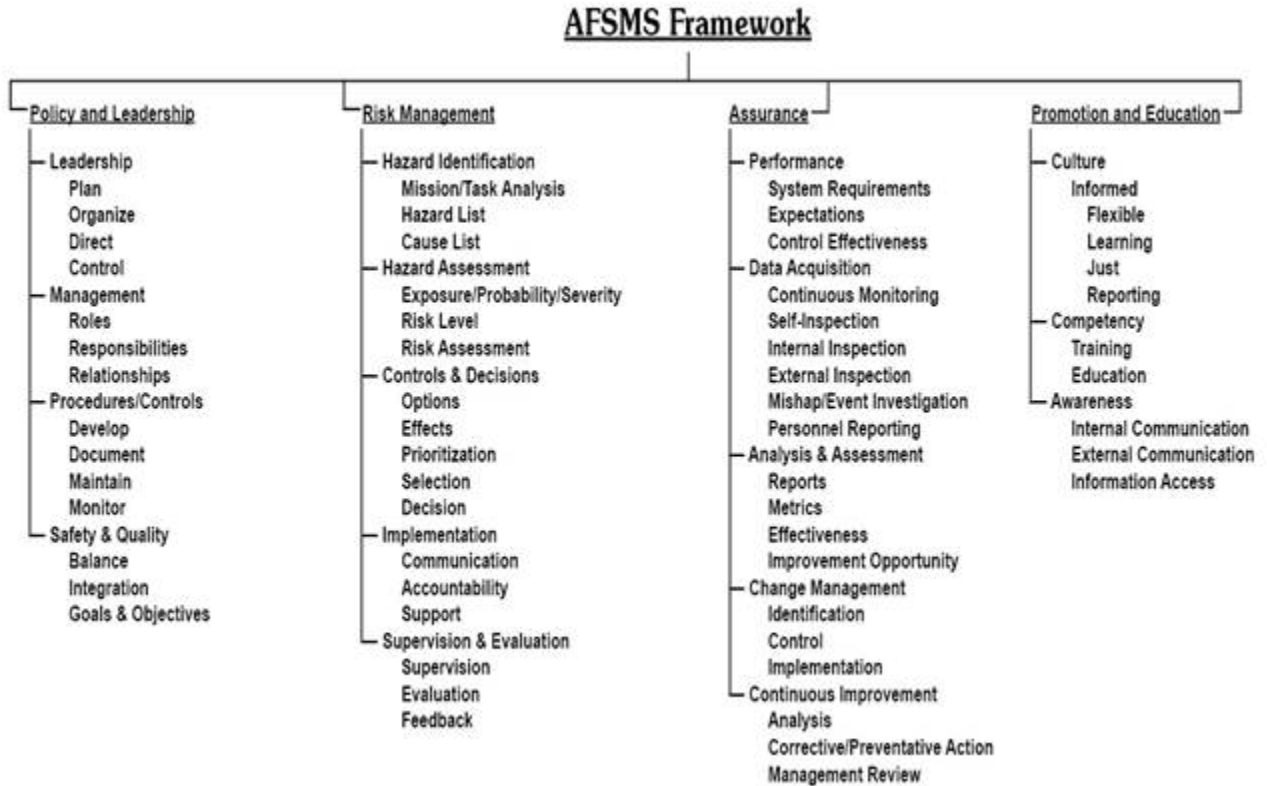 AFSMS Framework
Policy and Leadership
Leadership
Plan
Organize
Direct
Control
Management
Roles
Responsibilities
Relationships
Procedures/Controls
Develop
Document
Maintain
Monitor
Safety & Quality
Balance
Integration
Goals & Objectives
Risk Management
Hazard Identification
Mission/Task Analysis
Hazard List
Cause List
Hazard Assessment
Exposure/Probability/Severity
Risk Level
Risk Assessment
Controls & Decisions
Options
Effects
Prioritization
Selection
Decision
Implementation
Communication
Accountability
Support
Supervision & Evaluation
Supervision
Evaluation
Feedback
Assurance
Performance
System Requirements
Expectations
Control Effectiveness
Data Acquisition
Continuous Monitoring
Self-Inspection
Internal Inspection
External Inspection
Mishap/Event Investigation
Personnel Reporting
Analysis & Assessment
Reports
Metrics
Effectiveness
Improvement Opportunity
Change Management
Identification
Control
Implementation
Continuous Improvement
Analysis
Corrective/Preventative Action
Management Review
Promotion and Education
Culture
Informed
Flexible
Learning
Just
Reporting
Competency
Training
Education
Awareness
Internal Communication
External Communication
Information Access